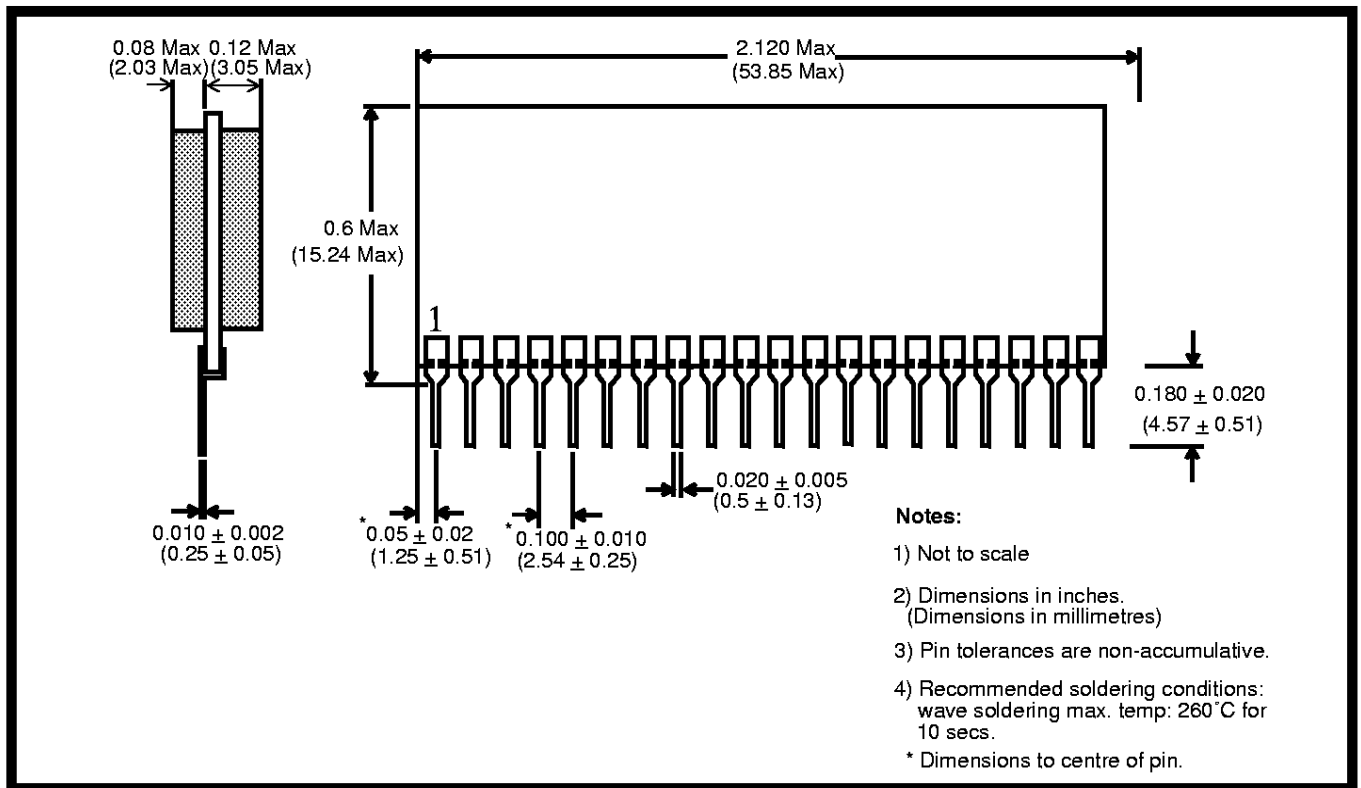 0.08 Max 0.12 Max
(2.03 Max)(3.05 Max)
2.120 Max
(53.85 Max)
0.6 Max
(15.24 Max)
1
0.180 ± 0.020
(4.57 ± 0.51)
0.020 ± 0.005
(0.5 ± 0.13)
0.010 ± 0.002
(0.25 ± 0.05)
*0.05 ± 0.02
(1.25 ± 0.51)
*0.100 ± 0.010
(2.54 ± 0.25)
Notes:
1) Not to scale
2) Dimensions in inches.
(Dimensions in millimetres)
3) Pin tolerances are non-accumulative.
4) Recommended soldering conditions:
wave soldering max. temp: 260°C for
10 secs.
* Dimensions to centre of pin.